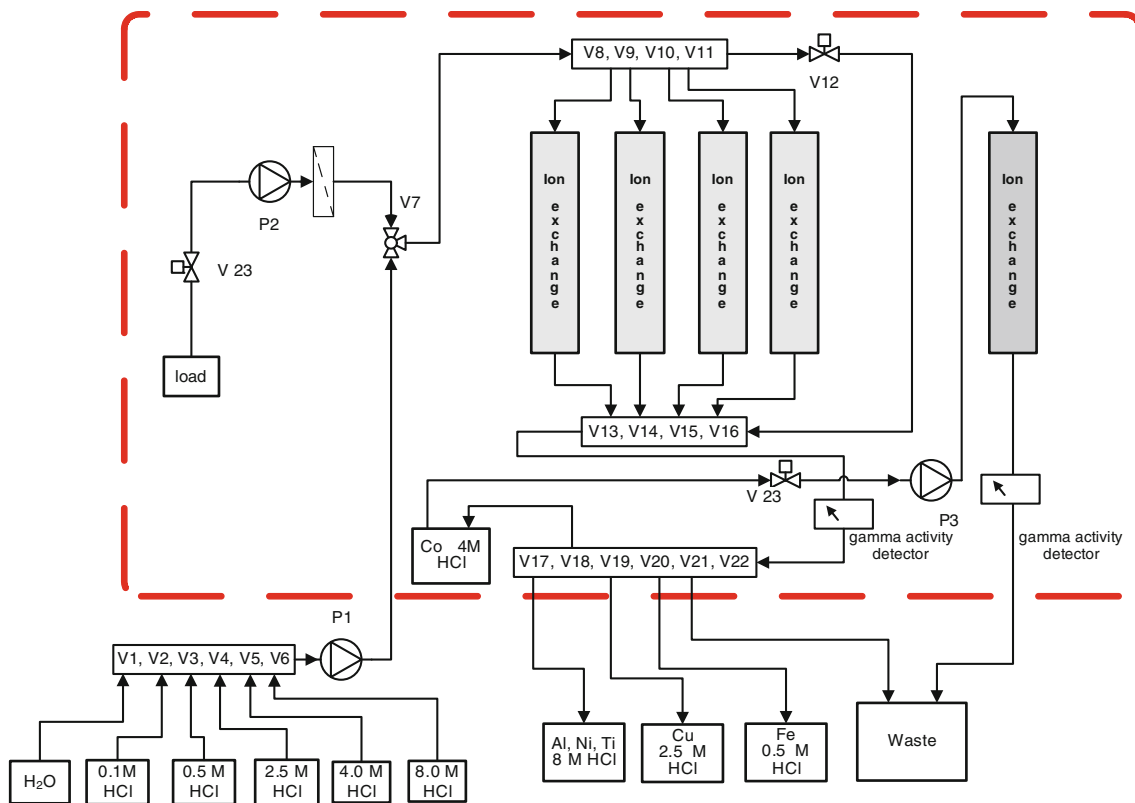 V8, V9, V10, V11
V12
P2
V7
V 23
load
Ion
exchange
Ion
exchange
Ion
exchange
Ion
exchange
Ion
exchange
V13, V14, V15, V16
V 23
P3
gamma activity
detector
gamma activity
detector
Co 4M
HCl
V17, V18, V19, V20, V21, V22
P1
V1, V2, V3, V4, V5, V6
H₂O
0.1M
HCl
0.5 M
HCl
2.5 M
HCl
4.0 M
HCl
8.0 M
HCl
Al, Ni, Ti
8 M HCl
Cu
2.5 M
HCl
Fe
0.5 M
HCl
Waste